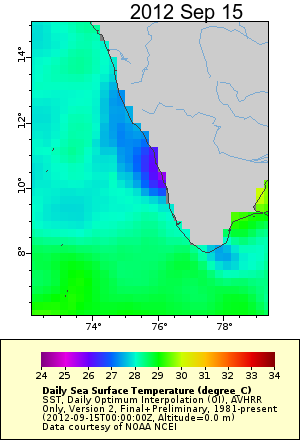 2012 Sep 15
14°
12°
10°
8°
74°
76°
78°
24 25 26 27 28 29 30 31 32 33 34
Daily Sea Surface Temperature (degree_C)
SST, Daily Optimum Interpolation (OI), AVHRR
Only, Version 2, Final+Preliminary, 1981-present
(2012-09-15T00:00:00Z, Altitude=0.0 m)
Data courtesy of NOAA NCEI